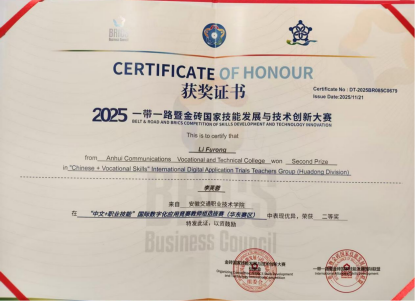 CERTIFICATE OF HONOUR
获奖证书
Certificate No : DT-2025BR065C0675
Issue Date:2025/11/21
2025 一带一路暨金砖国家技能发展与技术创新大赛
BELT & ROAD AND BRICS COMPETITION OF SKILLS DEVELOPMENT AND TECHNOLOGY INNOVATION
This is to certify that
Li Furong
from Anhui Communications Vocational and Technical College won Second Prize
in "Chinese + Vocational Skills" International Digital Application Trials Teachers Group (Huadong Division).
李芙蓉
来自 安徽交通职业技术学院
在 "中文+职业技能" 国际数字化应用竞赛教师组选拔赛（华东赛区） 中表现优异，荣获 二等奖
特发此证，以资鼓励
Business Council